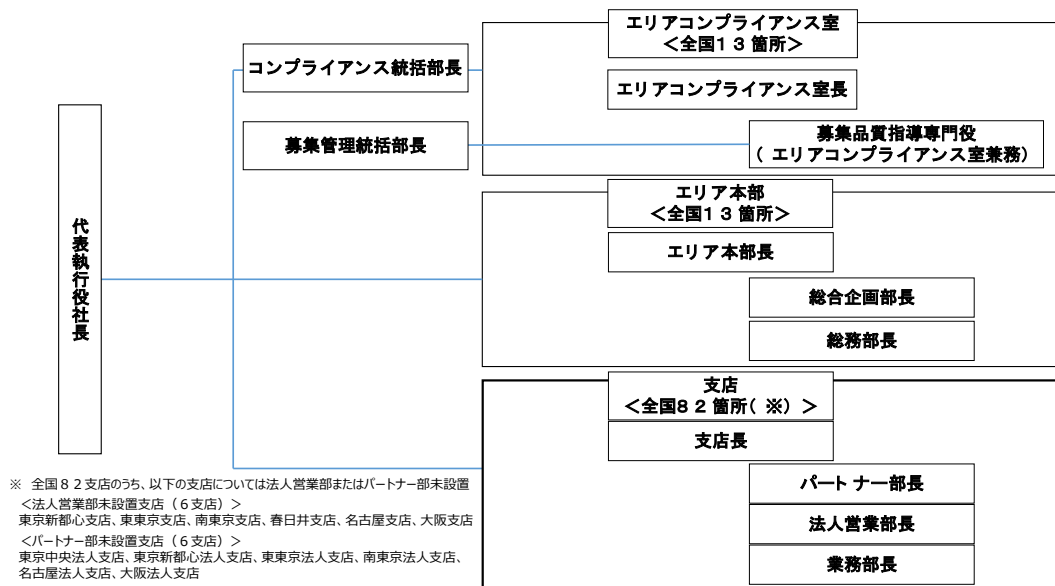 代表執行役社長
コンプライアンス統括部長
募集管理統括部長
エリアコンプライアンス室
＜全国１３箇所＞
エリアコンプライアンス室長
募集品質指導専門役
（エリアコンプライアンス室兼務）
エリア本部
＜全国１３箇所＞
エリア本部長
総合企画部長
総務部長
支店
＜全国８２箇所（※）＞
支店長
パートナー部長
法人営業部長
業務部長
※　全国８２支店のうち、以下の支店については法人営業部またはパートナー部未設置
＜法人営業部未設置支店（６支店）＞
東京新都心支店、東東京支店、南東京支店、春日井支店、名古屋支店、大阪支店
＜パートナー部未設置支店（６支店）＞
東京中央法人支店、東京新都心法人支店、東東京法人支店、南東京法人支店、
名古屋法人支店、大阪法人支店